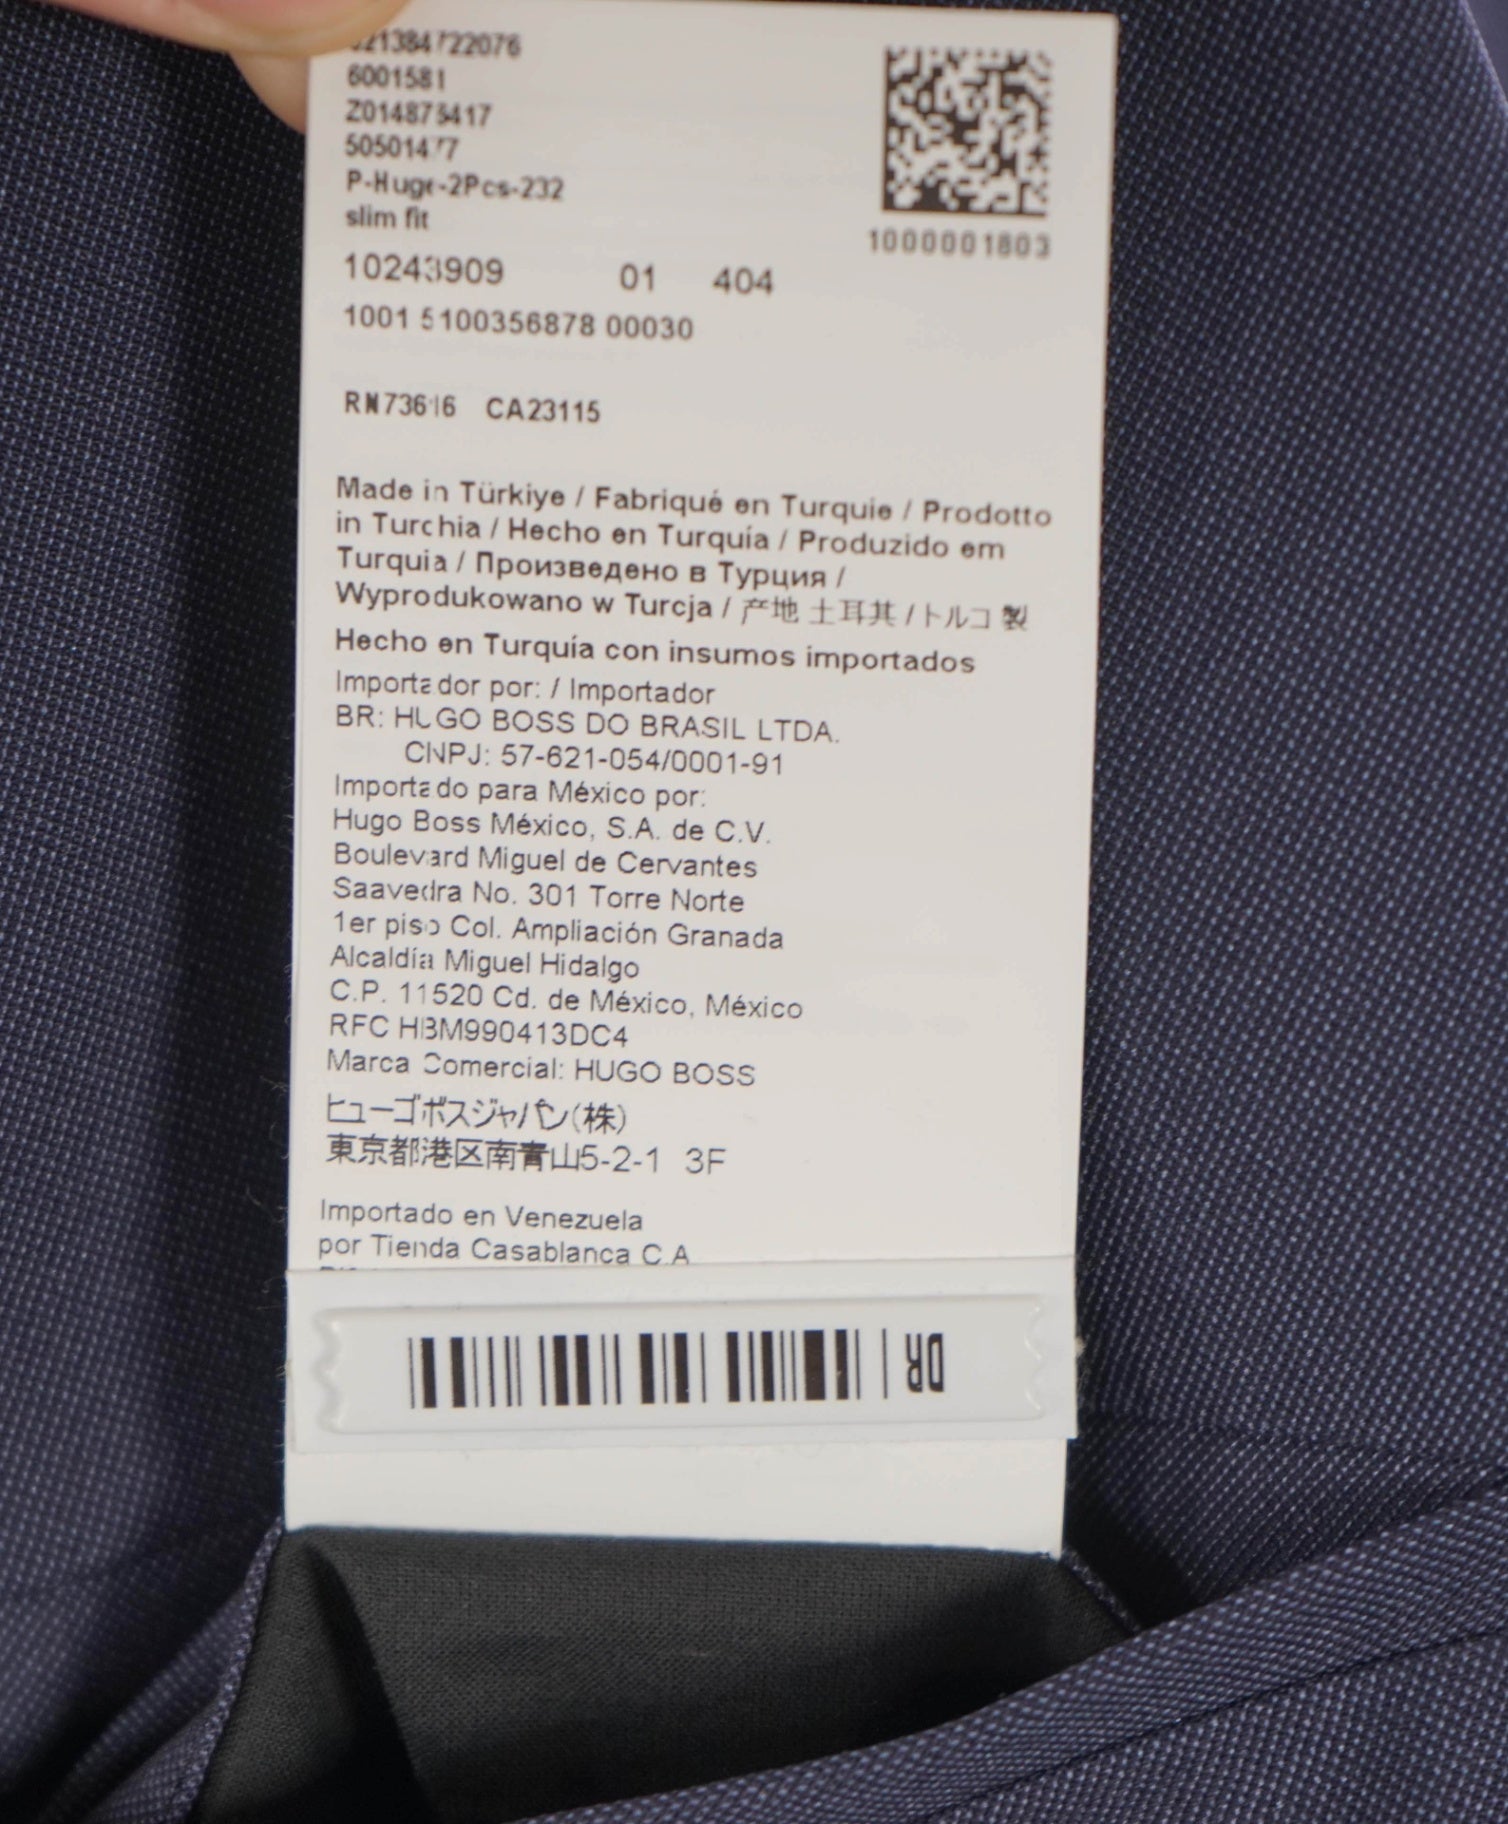 6001581
P-Huge-2Pcs-232
slim fit
1000001803
10243909 01 404
1001 5100356878 00030
RN73616 CA23115
Made in Türkiye / Fabriqué en Turquie / Prodotto
in Turchia / Hecho en Turquía / Produzido em
Turquia / Произведено в Турция /
Wyprodukowano w Turcja / 产地 土耳其 / トルコ 製
Hecho en Turquía con insumos importados
Importador por: / Importador
BR: HUGO BOSS DO BRASIL LTDA.
CNPJ: 57-621-054/0001-91
Importado para México por:
Hugo Boss México, S.A. de C.V.
Boulevard Miguel de Cervantes
Saavedra No. 301 Torre Norte
1er piso Col. Ampliación Granada
Alcaldía Miguel Hidalgo
C.P. 11520 Cd. de México, México
RFC HBM990413DC4
Marca Comercial: HUGO BOSS
ヒューゴボスジャパン(株)
東京都港区南青山5-2-1 3F
Importado en Venezuela
por Tienda Casablanca C.A
DR